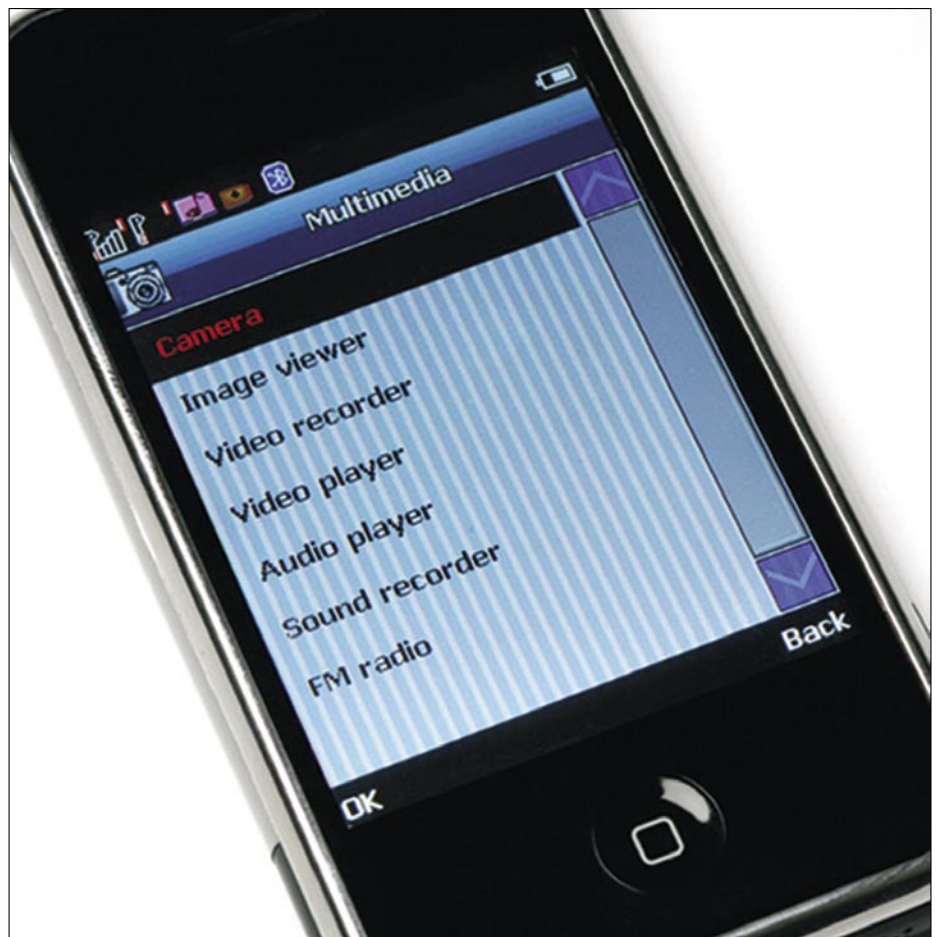 Multimedia
Camera
Image viewer
Video recorder
Video player
Audio player
Sound recorder
FM radio
OK
Back